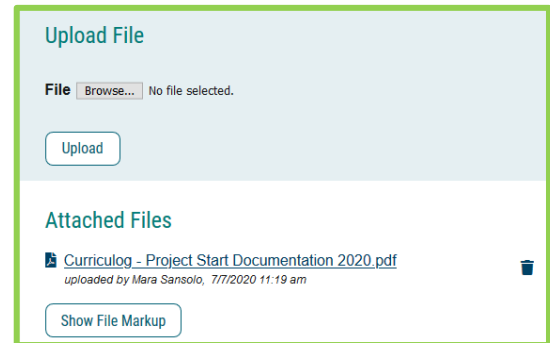 Upload File
File Browse... No file selected.
Upload
Attached Files
Curriculog - Project Start Documentation 2020.pdf
uploaded by Mara Sansolo, 7/7/2020 11:19 am
Show File Markup